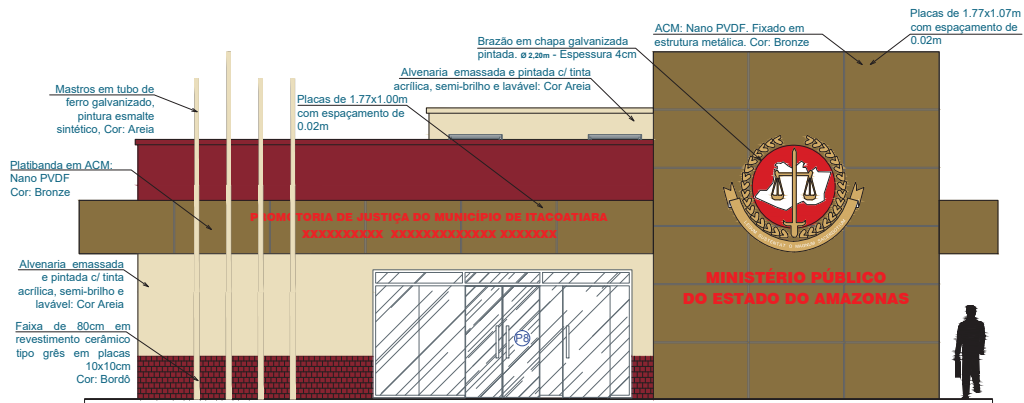 Placas de 1.77x1.07m
com espaçamento de
0.02m
ACM: Nano PVDF. Fixado em
estrutura metálica. Cor: Bronze
Brazão em chapa galvanizada
pintada. Ø 2,20m - Espessura 4cm
Alvenaria emassada e pintada c/ tinta
acrílica, semi-brilho e lavável: Cor Areia
Mastros em tubo de
ferro galvanizado,
pintura esmalte
sintético, Cor: Areia
Placas de 1.77x1.00m
com espaçamento de
0.02m
Platibanda em ACM:
Nano PVDF
Cor: Bronze
PROMOTORIA DE JUSTIÇA DO MUNICÍPIO DE ITACOATIARA
XXXXXXXXXX XXXXXXXXXXXXX XXXXXXX
Alvenaria emassada
e pintada c/ tinta
acrílica, semi-brilho e
lavável: Cor Areia
MINISTÉRIO PÚBLICO
DO ESTADO DO AMAZONAS
Faixa de 80cm em
revestimento cerâmico
tipo grês em placas
10x10cm
Cor: Bordô
P8